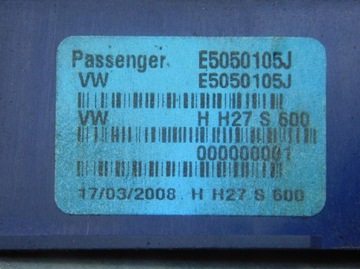 Passenger E5050105J
VW E5050105J
VW H H27 S 600
000000001
17/03/2008 H H27 S 600